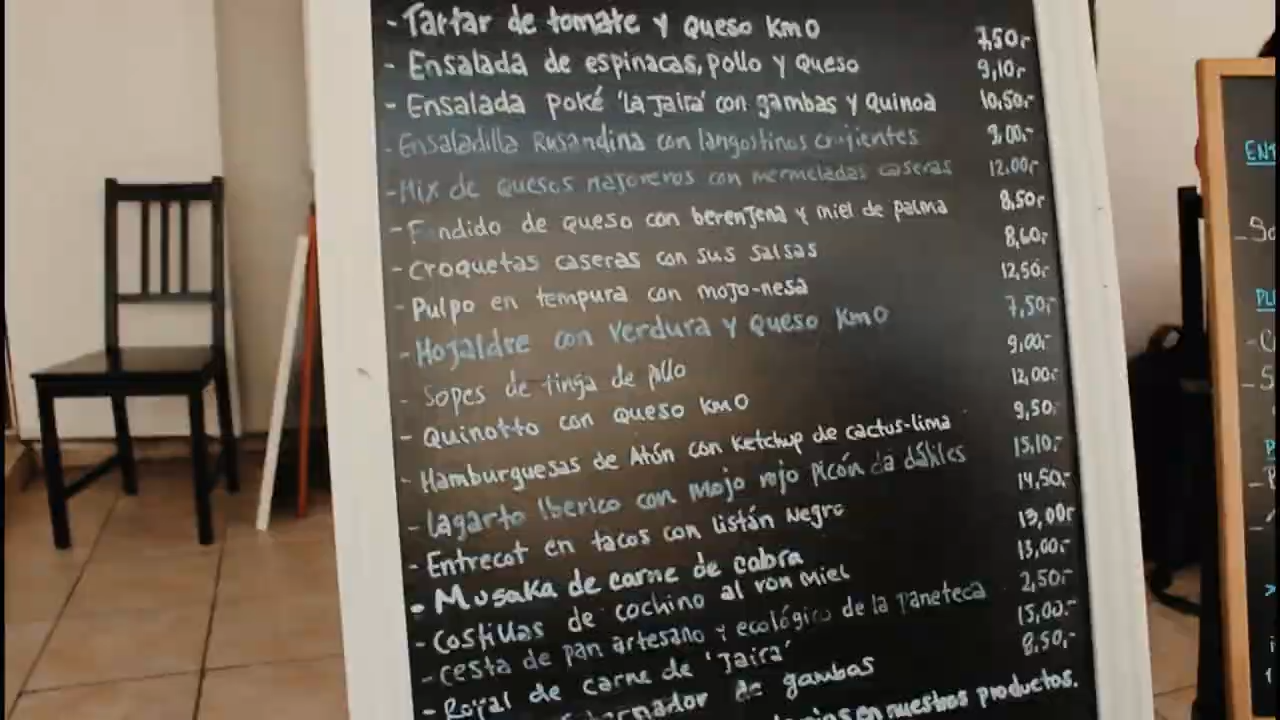 - Tartar de tomate y queso Km0 7,50,-
- Ensalada de espinacas, pollo y queso 9,10,-
- Ensalada poké 'La Jaira' con gambas y quinoa 10,50,-
- Ensaladilla Rusandina con langostinos crujientes 9,00,-
- Mix de quesos majoreros con mermeladas caseras 12,00,-
- Fondido de queso con berenjena y miel de palma 8,50,-
- Croquetas caseras con sus salsas 8,60,-
- Pulpo en tempura con mojo-nesa 12,50,-
- Hojaldre con verdura y queso Km0 7,50,-
- Sopes de tinga de pollo 9,00,-
- Quinotto con queso Km0 12,00,-
- Hamburguesas de Atún con Ketchup de cactus-lima 9,50,-
- Lagarto Iberico con Mojo rojo picón de dátiles 15,10,-
- Entrecot en tacos con listán Negro 14,50,-
- Musaka de carne de cabra 13,00,-
- Costillas de cochino al ron miel 13,00,-
- Cesta de pan artesano y ecológico de la Paneteca 2,50,-
- Royal de carne de 'Jaira' 15,00,-
de gambas 8,50,-
en nuestros productos.